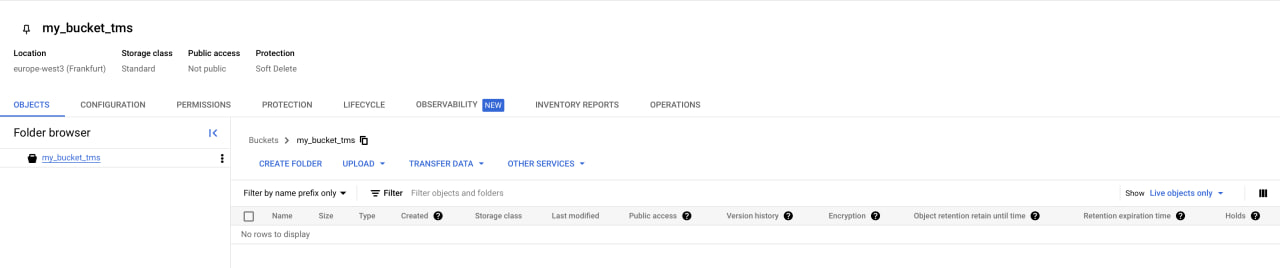 my_bucket_tms
Location Storage class Public access Protection
europe-west3 (Frankfurt) Standard Not public Soft Delete
OBJECTS CONFIGURATION PERMISSIONS PROTECTION LIFECYCLE OBSERVABILITY NEW INVENTORY REPORTS OPERATIONS
Folder browser
my_bucket_tms
Buckets > my_bucket_tms
CREATE FOLDER UPLOAD TRANSFER DATA OTHER SERVICES
Filter by name prefix only Filter Filter objects and folders Show Live objects only
Name Size Type Created ? Storage class Last modified Public access ? Version history ? Encryption ? Object retention retain until time ? Retention expiration time ? Holds ?
No rows to display